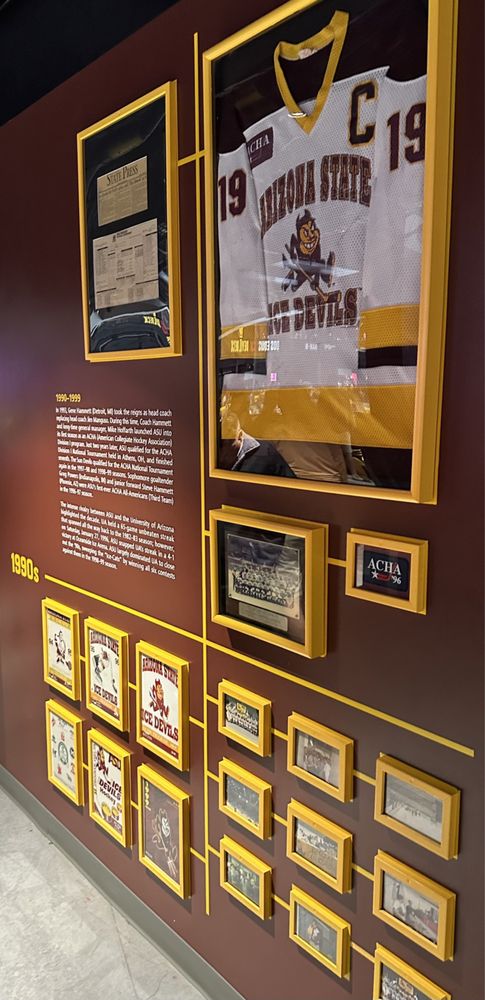 STATE PRESS
ACHA
C
19
19
ARIZONA STATE
ICE DEVILS
1990-1999
In 1995, Gene Hammett (Detroit, MI) took the reigns as head coach
replacing head coach Jim Mangusu. During this time, Coach Hammett
and long-time general manager, Mike Hoffarth launched ASU into
its first season as an ACHA (American Collegiate Hockey Association)
Division I program. Just two years later, ASU qualified for the ACHA
Division I National Tournament held in Athens, OH, and finished
seventh. The Sun Devils qualified for the ACHA National Tournament
again in the 1997-98 and 1998-99 seasons. Sophomore goaltender
Greg Powers (Indianapolis, IN) and junior forward Steve Hammett
(Phoenix, AZ) were ASU's first-ever ACHA All-Americans (Third Team)
in the 1996-97 season.
The intense rivalry between ASU and the University of Arizona
highlighted the decade. UA held a 65-game unbeaten streak
that spanned all the way back to the 1982-83 season; however,
on Saturday, January 27, 1996, ASU snapped UA's streak in a 4-1
victory at Oceanside Ice Arena. ASU largely dominated UA to close
out the '90s, sweeping the "Ice-Cats" by winning all six contests
against them in the 1998-99 season.
1990s
ACHA
'96
ICE DEVILS
ARIZONA STATE
ICE DEVILS
ASU
ICE
DEVILS
Hockey